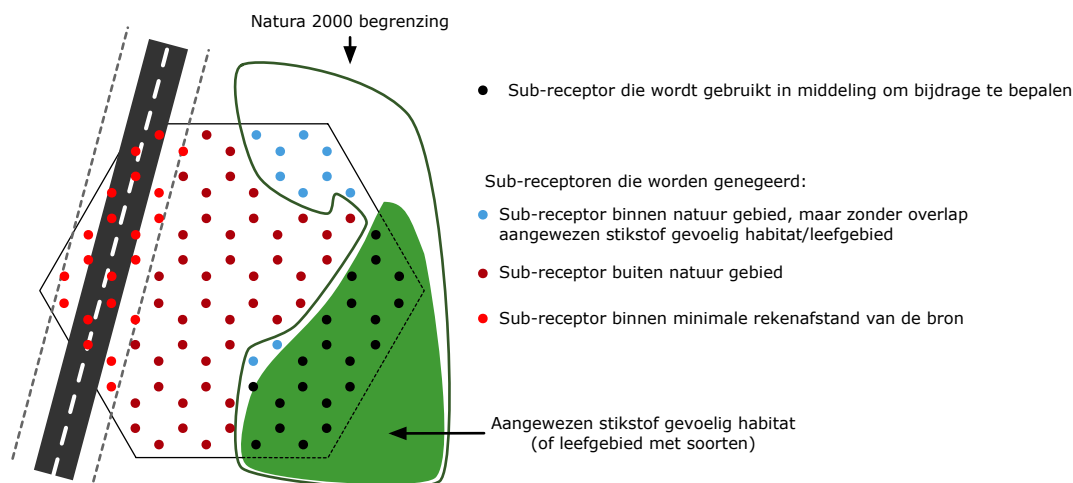 Natura 2000 begrenzing
Sub-receptor die wordt gebruikt in middeling om bijdrage te bepalen
Sub-receptoren die worden genegeerd:
Sub-receptor binnen natuur gebied, maar zonder overlap
aangewezen stikstof gevoelig habitat/leefgebied
Sub-receptor buiten natuur gebied
Sub-receptor binnen minimale rekenafstand van de bron
Aangewezen stikstof gevoelig habitat
(of leefgebied met soorten)